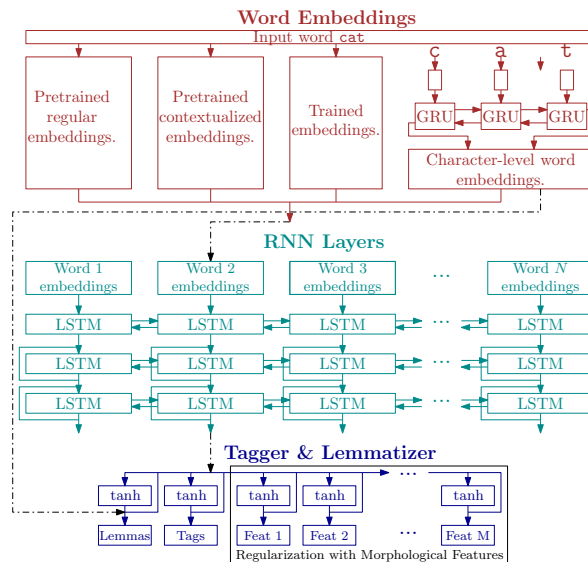 Word Embeddings
Input word cat
c a t
Pretrained regular embeddings.
Pretrained contextualized embeddings.
Trained embeddings.
GRU GRU GRU
Character-level word embeddings.
RNN Layers
Word 1 embeddings
Word 2 embeddings
Word 3 embeddings
...
Word N embeddings
LSTM LSTM LSTM ... LSTM
LSTM LSTM LSTM ... LSTM
LSTM LSTM LSTM ... LSTM
Tagger & Lemmatizer
...
tanh tanh tanh tanh tanh
Lemmas Tags Feat 1 Feat 2 ... Feat M
Regularization with Morphological Features